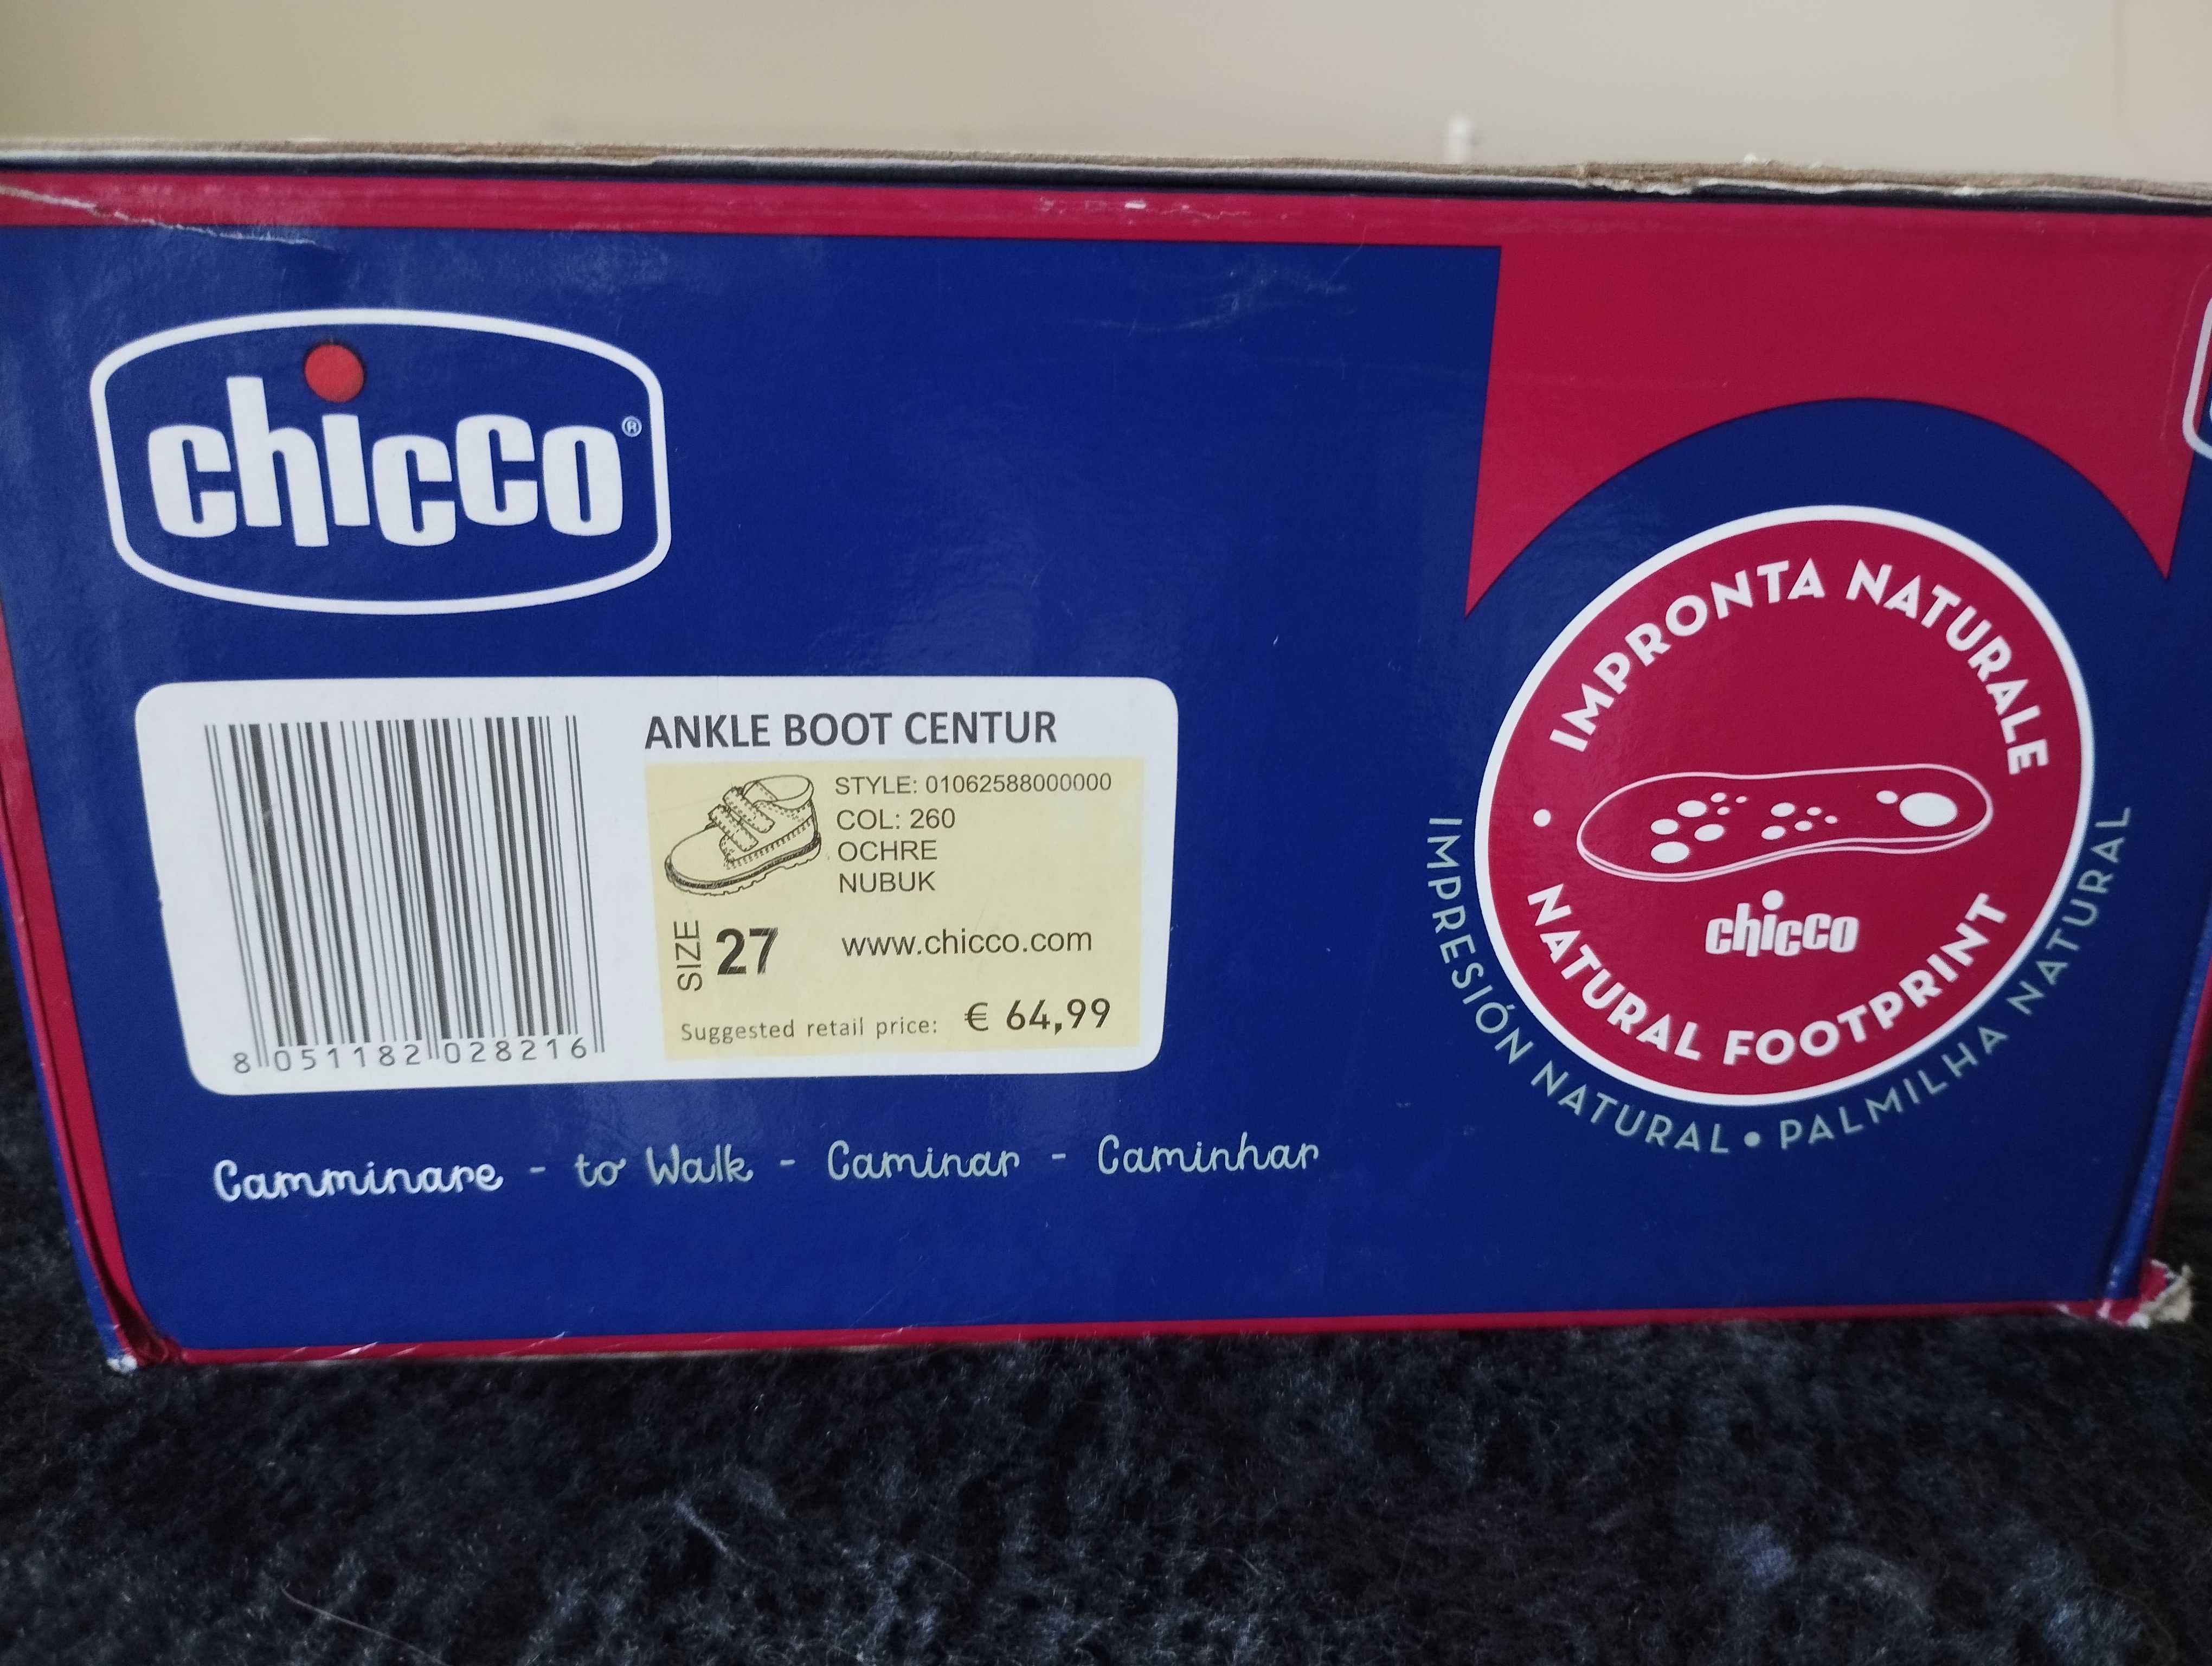 chicco®
ANKLE BOOT CENTUR
STYLE: 01062588000000
COL: 260
OCHRE
NUBUK
SIZE 27
www.chicco.com
Suggested retail price: € 64,99
8 051182 028216
Camminare - to Walk - Caminar - Caminhar
IMPRONTA NATURALE
chicco
• NATURAL FOOTPRINT
IMPRESIÓN NATURAL • PALMILHA NATURAL